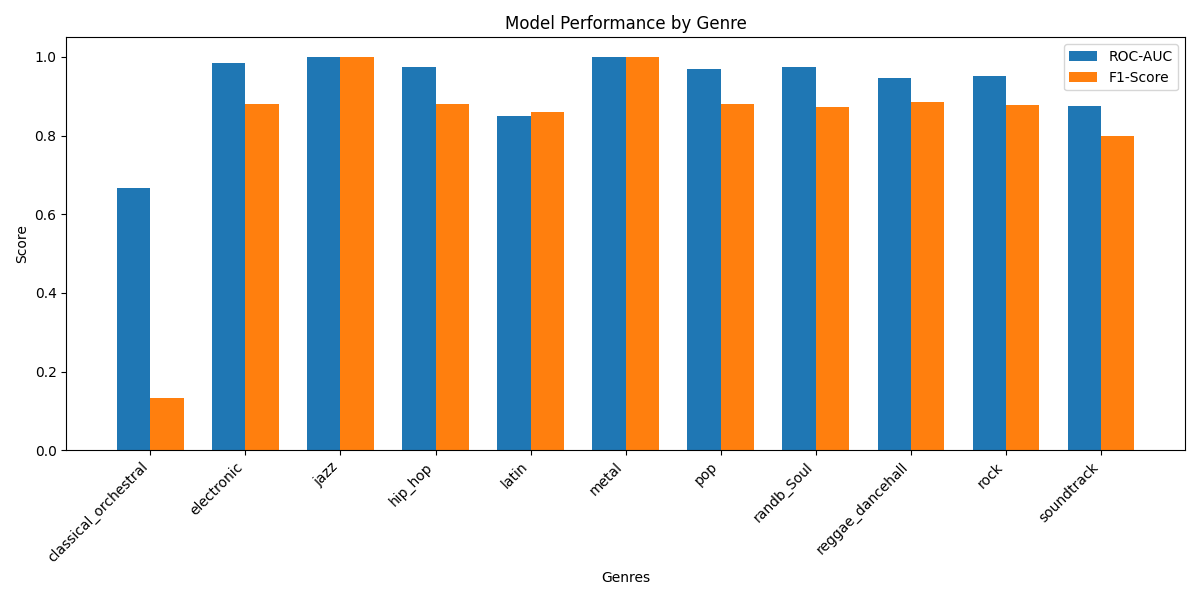 Model Performance by Genre
ROC-AUC
F1-Score
Score
1.0
0.8
0.6
0.4
0.2
0.0
classical_orchestral
electronic
jazz
hip_hop
latin
metal
pop
randb_Soul
reggae_dancehall
rock
soundtrack
Genres